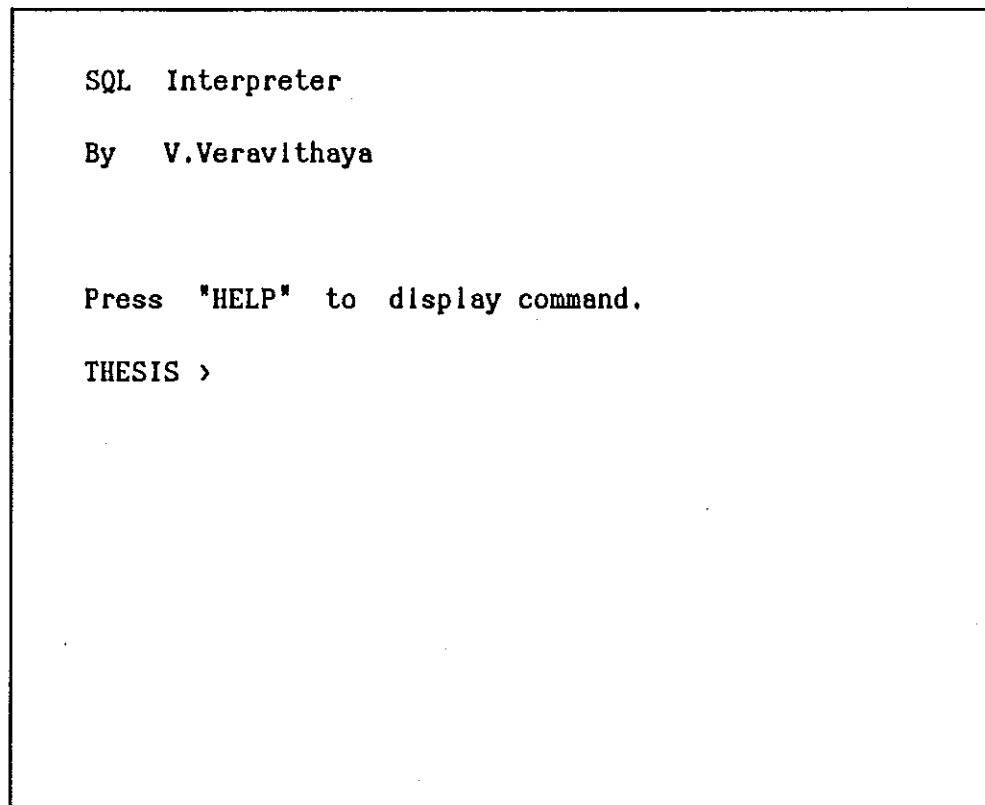 SQL Interpreter
By V.Veravithaya
Press "HELP" to display command.
THESIS >